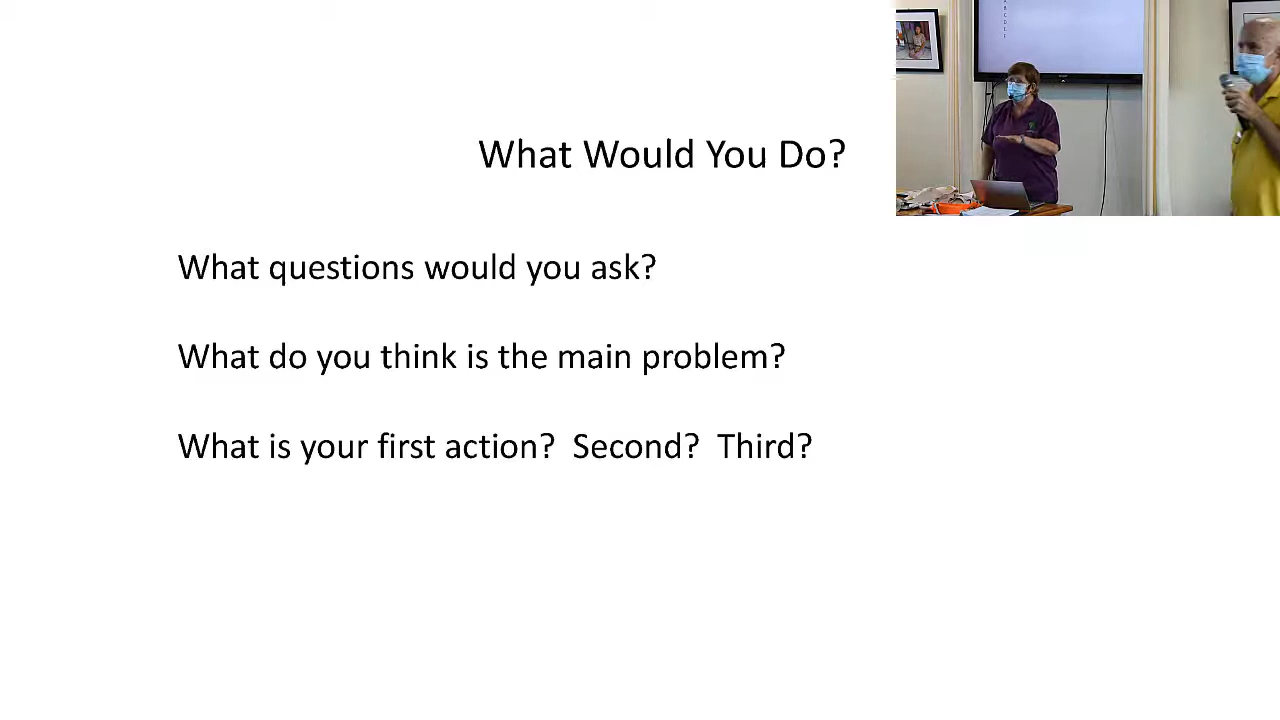 What Would You Do?
What questions would you ask?
What do you think is the main problem?
What is your first action?  Second?  Third?